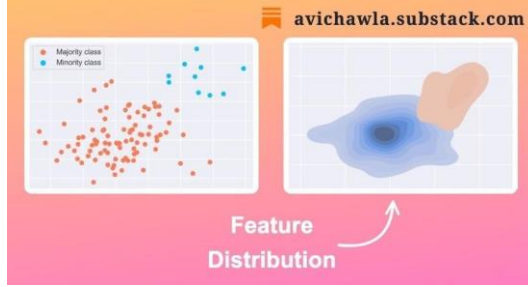 avichawla.substack.com
Majority class
Minority class
Feature
Distribution